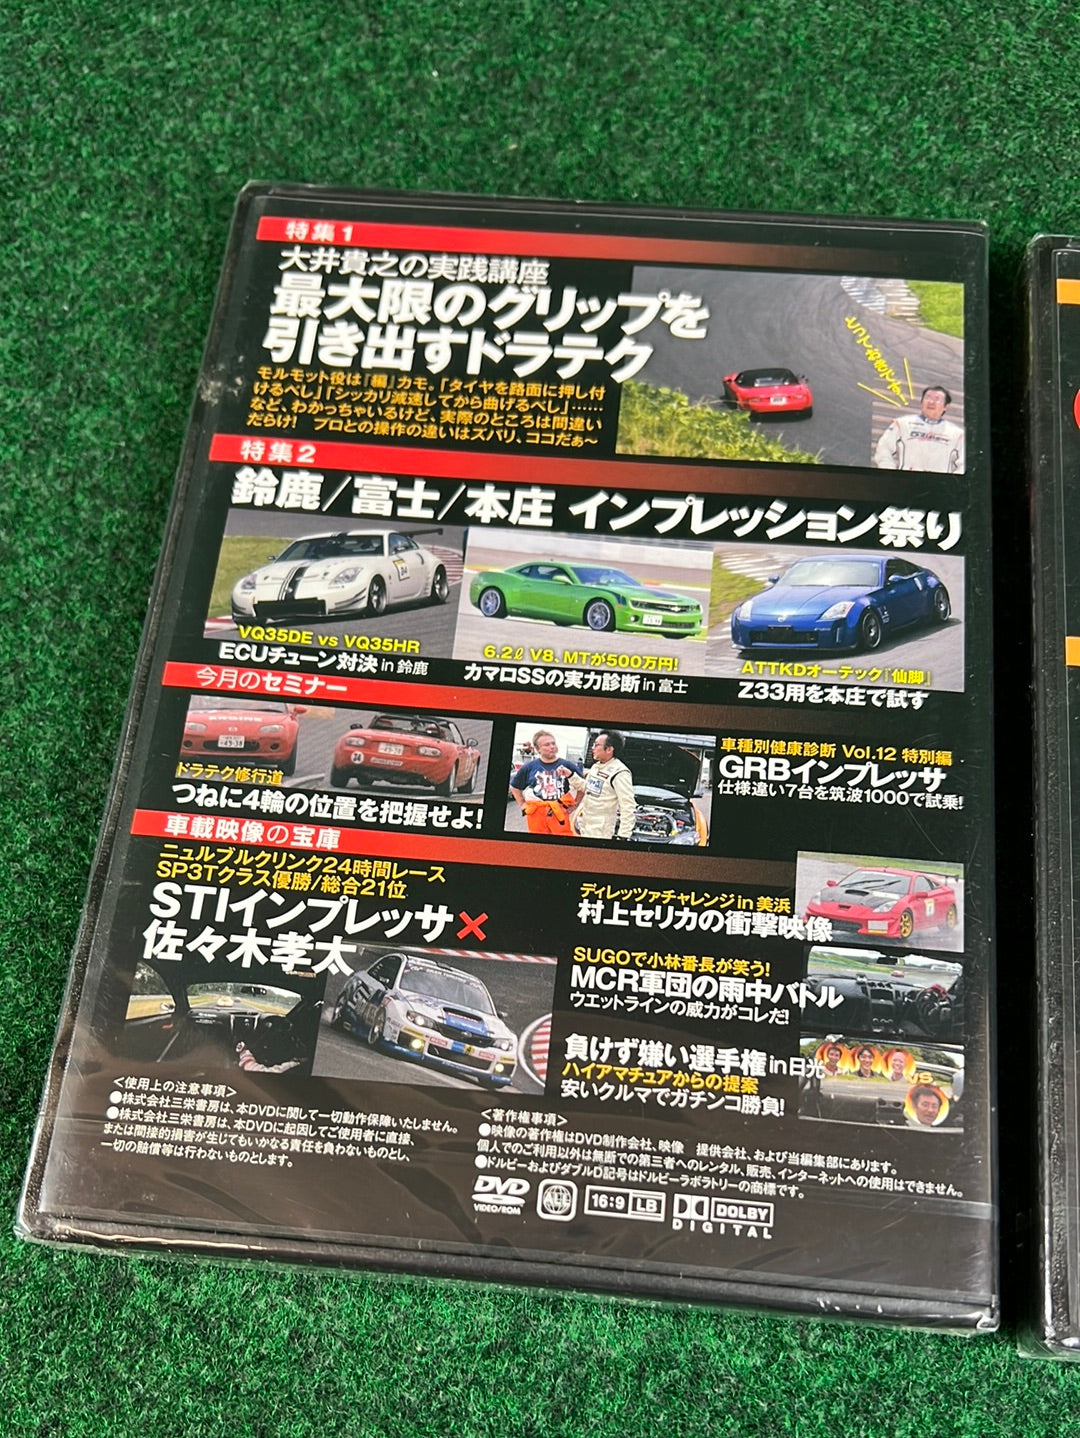 特集1
大井貴之の実践講座
最大限のグリップを
引き出すドラテク
モルモット役は『編』カモ。「タイヤを路面に押し付
けるべし」「シッカリ減速してから曲げるべし」……
など、わかっちゃいるけど、実際のところは間違い
だらけ!　プロとの操作の違いはズバリ、ココだぁ〜
特集2
鈴鹿/富士/本庄 インプレッション祭り
VQ35DE vs VQ35HR
ECUチューン対決 in 鈴鹿
6.2ℓ V8、MTが500万円!
カマロSSの実力診断 in 富士
ATTKDオーテック『仙脚』
Z33用を本庄で試す
今月のセミナー
ドラテク修行道
つねに4輪の位置を把握せよ!
車種別健康診断 Vol.12 特別編
GRBインプレッサ
仕様違い7台を筑波1000で試乗!
車載映像の宝庫
ニュルブルクリンク24時間レース
SP3Tクラス優勝/総合21位
STIインプレッサ×
佐々木孝太
ディレッツァチャレンジ in 美浜
村上セリカの衝撃映像
SUGOで小林番長が笑う!
MCR軍団の雨中バトル
ウエットラインの威力がコレだ!
負けず嫌い選手権 in 日光
ハイアマチュアからの提案
安いクルマでガチンコ勝負!
VS
<使用上の注意事項>
●株式会社三栄書房は、本DVDに関して一切動作保障いたしません。
●株式会社三栄書房は、本DVDに起因してご使用者に直接、
または間接的損害が生じてもいかなる責任を負わないものとし、
一切の賠償等は行わないものとします。
<著作権事項>
●映像の著作権はDVD制作会社、映像　提供会社、および当編集部にあります。
個人でのご利用以外は無断での第三者へのレンタル、販売、インターネットへの使用はできません。
●ドルビーおよびダブルD記号はドルビーラボラトリーの商標です。
DVD
VIDEO/ROM
ALL
16:9 LB
DOLBY
DIGITAL